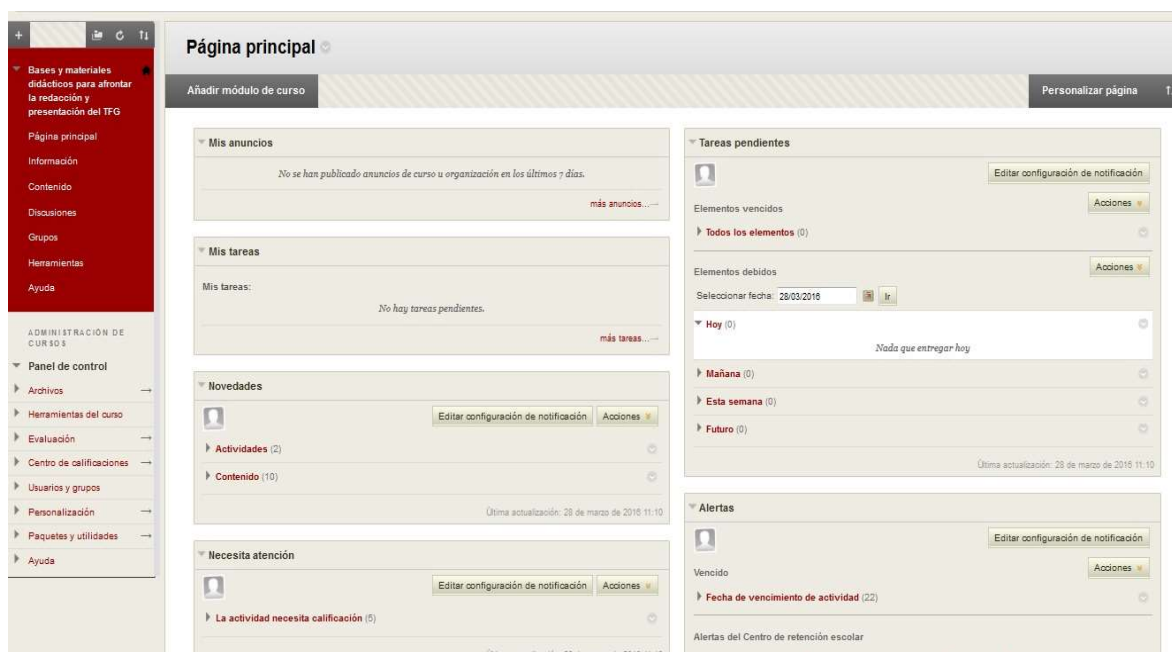 Página principal
Añadir módulo de curso
Personalizar página
Bases y materiales
didácticos para afrontar
la redacción y
presentación del TFG
Página principal
Información
Contenido
Discusiones
Grupos
Herramientas
Ayuda
ADMINISTRACIÓN DE
CURSOS
Panel de control
Archivos
Herramientas del curso
Evaluación
Centro de calificaciones
Usuarios y grupos
Personalización
Paquetes y utilidades
Ayuda
Mis anuncios
No se han publicado anuncios de curso u organización en los últimos 7 días.
más anuncios...
Mis tareas
Mis tareas:
No hay tareas pendientes.
más tareas...
Novedades
Editar configuración de notificación Acciones
Actividades (2)
Contenido (10)
Última actualización: 28 de marzo de 2016 11:10
Necesita atención
Editar configuración de notificación Acciones
La actividad necesita calificación (5)
Tareas pendientes
Editar configuración de notificación
Elementos vencidos
Acciones
Todos los elementos (0)
Elementos debidos
Acciones
Seleccionar fecha: 28/03/2016 Ir
Hoy (0)
Nada que entregar hoy
Mañana (0)
Esta semana (0)
Futuro (0)
Última actualización: 28 de marzo de 2016 11:10
Alertas
Editar configuración de notificación
Vencido
Acciones
Fecha de vencimiento de actividad (22)
Alertas del Centro de retención escolar